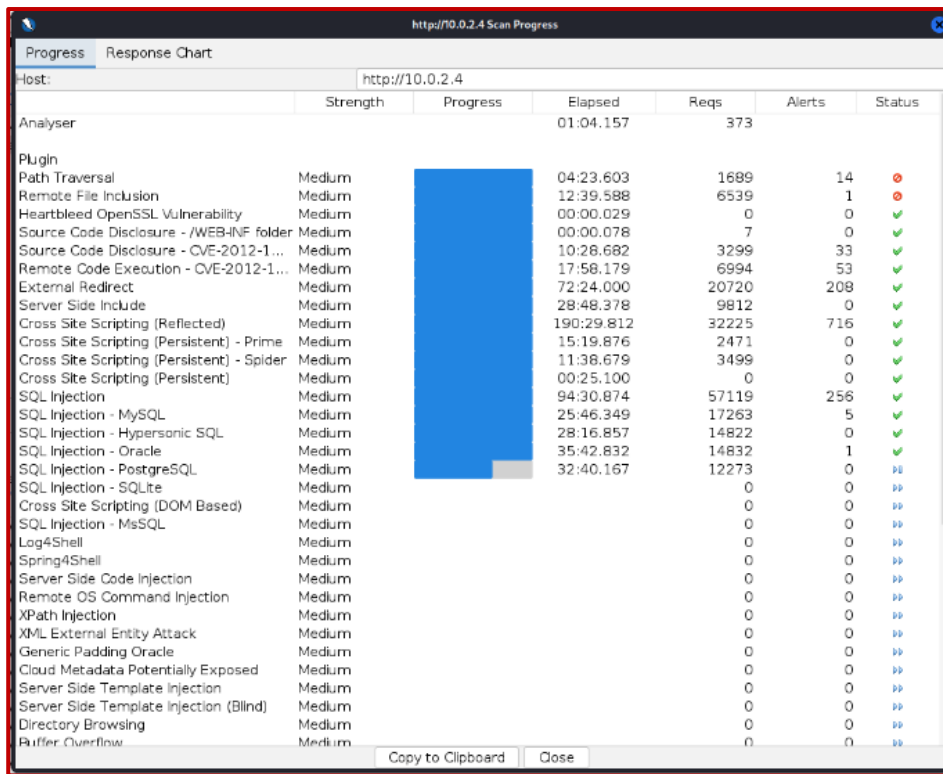 http://10.0.2.4 Scan Progress
Progress Response Chart
Host: http://10.0.2.4
Strength Progress Elapsed Reqs Alerts Status
Analyser 01:04.157 373
Plugin
Path Traversal Medium 04:23.603 1689 14
Remote File Inclusion Medium 12:39.588 6539 1
Heartbleed OpenSSL Vulnerability Medium 00:00.029 0 0
Source Code Disclosure - /WEB-INF folder Medium 00:00.078 7 0
Source Code Disclosure - CVE-2012-1... Medium 10:28.682 3299 33
Remote Code Execution - CVE-2012-1... Medium 17:58.179 6994 53
External Redirect Medium 72:24.000 20720 208
Server Side Include Medium 28:48.378 9812 0
Cross Site Scripting (Reflected) Medium 190:29.812 32225 716
Cross Site Scripting (Persistent) - Prime Medium 15:19.876 2471 0
Cross Site Scripting (Persistent) - Spider Medium 11:38.679 3499 0
Cross Site Scripting (Persistent) Medium 00:25.100 0 0
SQL Injection Medium 94:30.874 57119 256
SQL Injection - MySQL Medium 25:46.349 17263 5
SQL Injection - Hypersonic SQL Medium 28:16.857 14822 0
SQL Injection - Oracle Medium 35:42.832 14832 1
SQL Injection - PostgreSQL Medium 32:40.167 12273 0
SQL Injection - SQLite Medium 0 0
Cross Site Scripting (DOM Based) Medium 0 0
SQL Injection - MsSQL Medium 0 0
Log4Shell Medium 0 0
Spring4Shell Medium 0 0
Server Side Code Injection Medium 0 0
Remote OS Command Injection Medium 0 0
XPath Injection Medium 0 0
XML External Entity Attack Medium 0 0
Generic Padding Oracle Medium 0 0
Cloud Metadata Potentially Exposed Medium 0 0
Server Side Template Injection Medium 0 0
Server Side Template Injection (Blind) Medium 0 0
Directory Browsing Medium 0 0
Buffer Overflow Medium 0 0
Copy to Clipboard Close